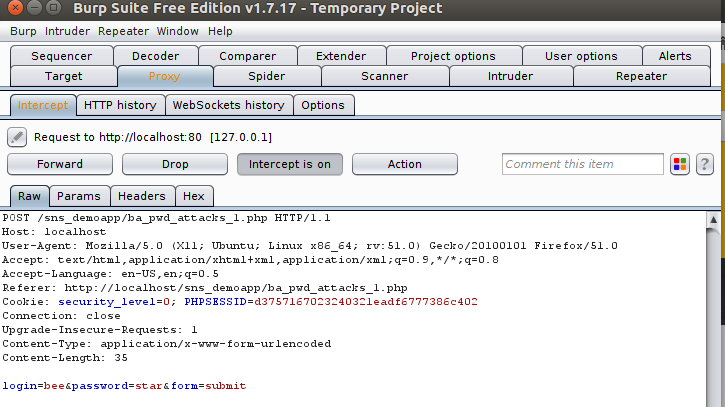 Burp Suite Free Edition v1.7.17 - Temporary Project
Burp Intruder Repeater Window Help
Sequencer Decoder Comparer Extender Project options User options Alerts
Target Proxy Spider Scanner Intruder Repeater
Intercept HTTP history WebSockets history Options
Request to http://localhost:80 [127.0.0.1]
Forward Drop Intercept is on Action Comment this item ?
Raw Params Headers Hex
POST /sns_demoapp/ba_pwd_attacks_1.php HTTP/1.1
Host: localhost
User-Agent: Mozilla/5.0 (X11; Ubuntu; Linux x86_64; rv:51.0) Gecko/20100101 Firefox/51.0
Accept: text/html,application/xhtml+xml,application/xml;q=0.9,*/*;q=0.8
Accept-Language: en-US,en;q=0.5
Referer: http://localhost/sns_demoapp/ba_pwd_attacks_1.php
Cookie: security_level=0; PHPSESSID=d3757167023240321eadf6777386c402
Connection: close
Upgrade-Insecure-Requests: 1
Content-Type: application/x-www-form-urlencoded
Content-Length: 35
login=bee&password=star&form=submit